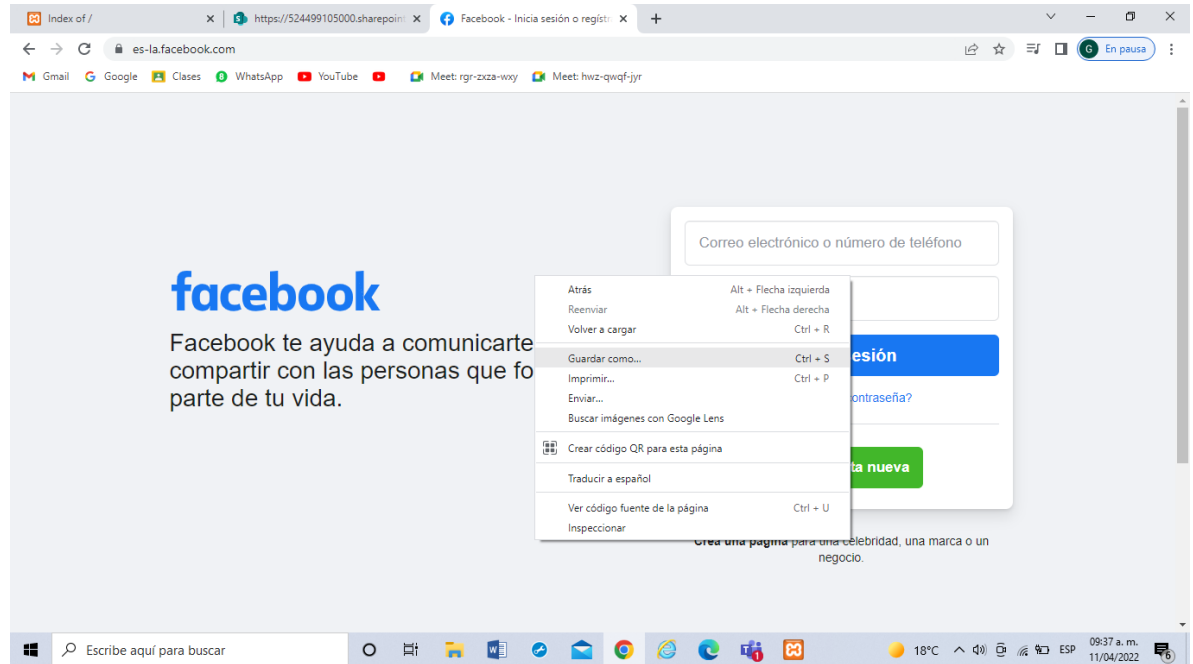 Index of /
https://524499105000.sharepoint
Facebook - Inicia sesión o regístr
es-la.facebook.com
G En pausa
Gmail
Google
Clases
WhatsApp
YouTube
Meet: rgr-zxza-wxy
Meet: hwz-qwqf-jyr
facebook
Facebook te ayuda a comunicarte
compartir con las personas que fo
parte de tu vida.
Correo electrónico o número de teléfono
esión
ontraseña?
ta nueva
Crea una página para una celebridad, una marca o un
negocio.
Atrás Alt + Flecha izquierda
Reenviar Alt + Flecha derecha
Volver a cargar Ctrl + R
Guardar como... Ctrl + S
Imprimir... Ctrl + P
Enviar...
Buscar imágenes con Google Lens
Crear código QR para esta página
Traducir a español
Ver código fuente de la página Ctrl + U
Inspeccionar
Escribe aquí para buscar
18°C
ESP
09:37 a. m.
11/04/2022
6